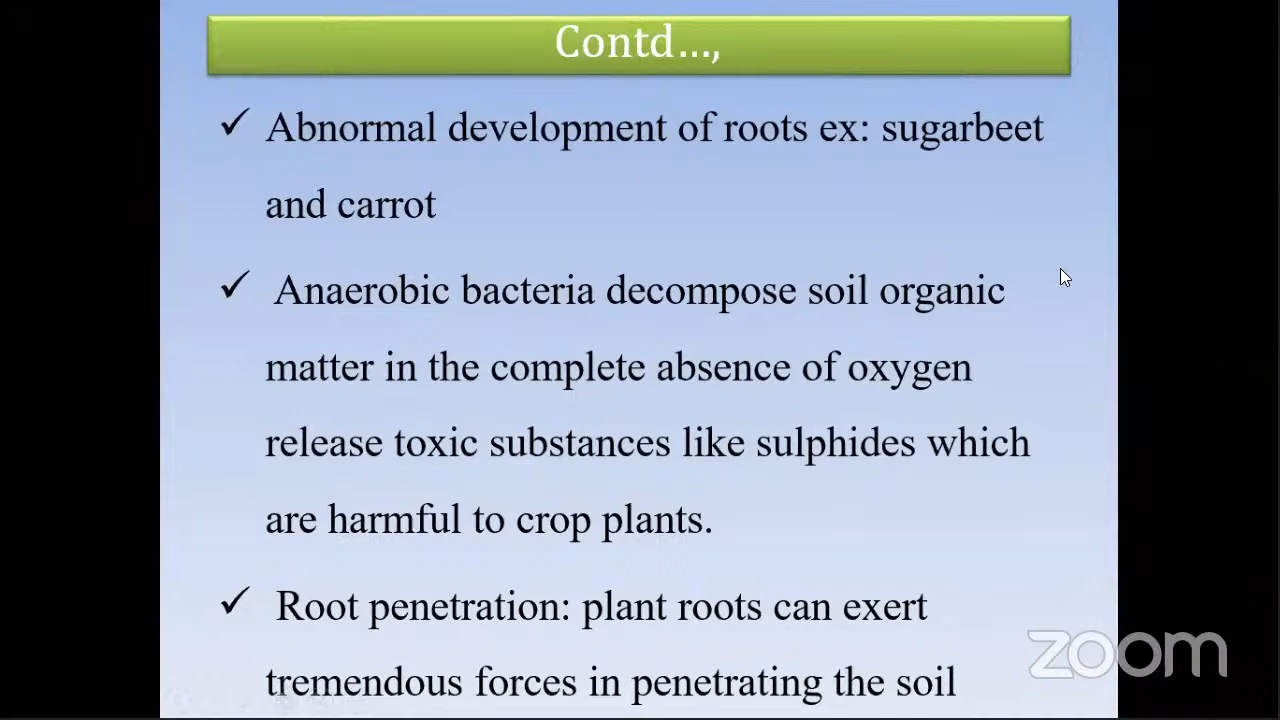 Contd...,
✓ Abnormal development of roots ex: sugarbeet
and carrot
✓ Anaerobic bacteria decompose soil organic
matter in the complete absence of oxygen
release toxic substances like sulphides which
are harmful to crop plants.
✓ Root penetration: plant roots can exert
tremendous forces in penetrating the soil
zoom